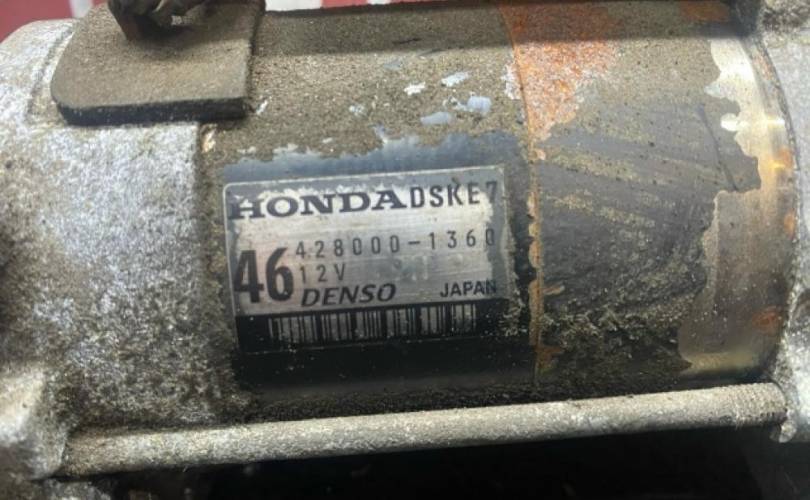 HONDA DSKE7
46 428000-1360
12V
DENSO JAPAN